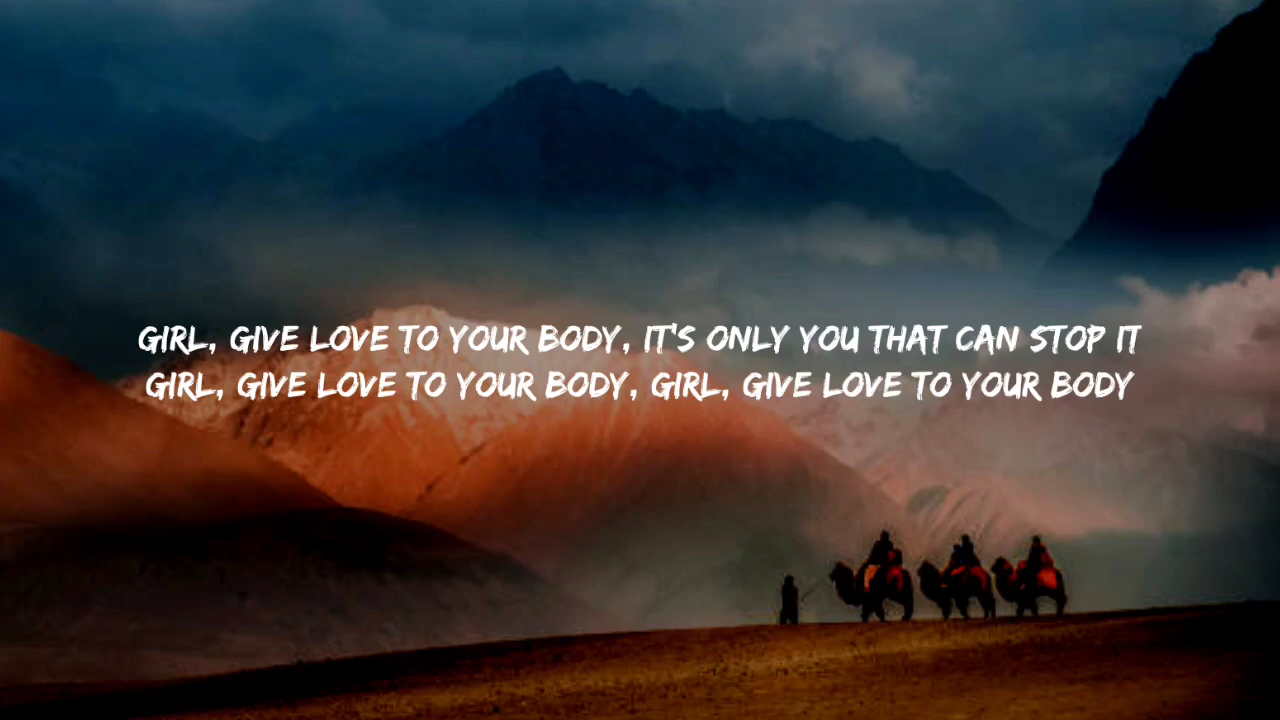 GIRL, GIVE LOVE TO YOUR BODY, IT'S ONLY YOU THAT CAN STOP IT
GIRL, GIVE LOVE TO YOUR BODY, GIRL, GIVE LOVE TO YOUR BODY